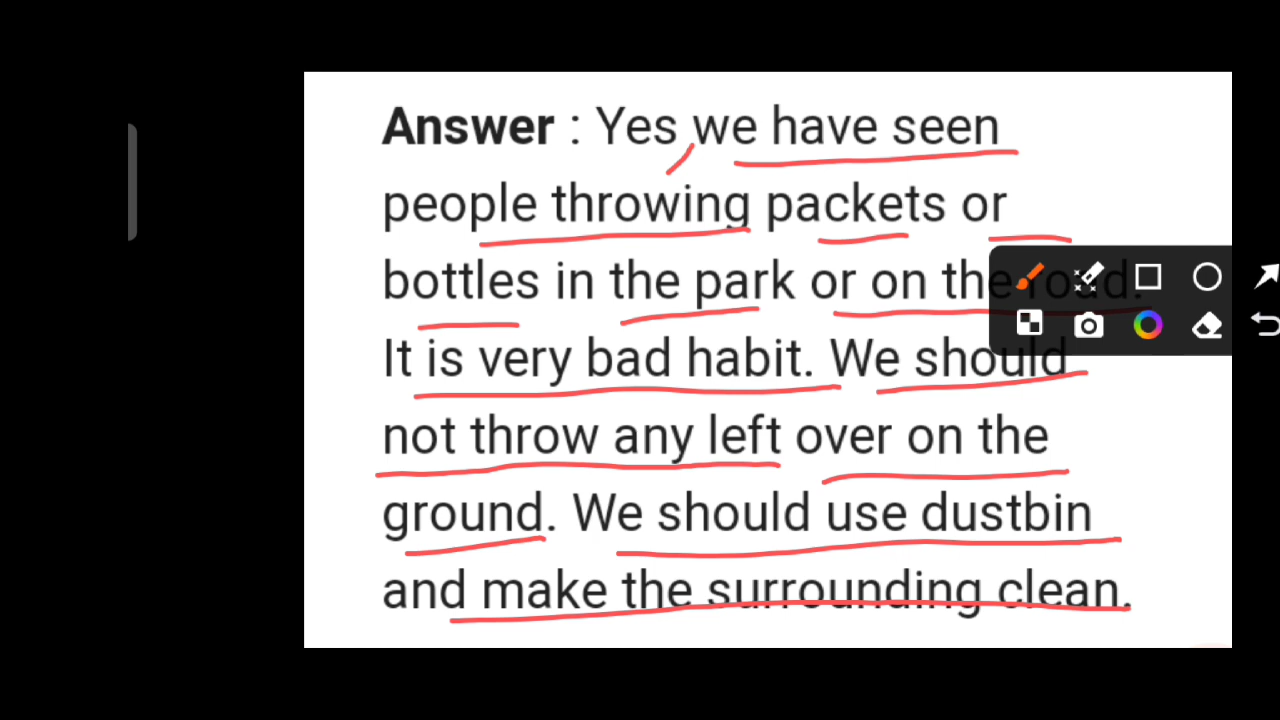 Answer : Yes we have seen
people throwing packets or
bottles in the park or on the road.
It is very bad habit. We should
not throw any left over on the
ground. We should use dustbin
and make the surrounding clean.